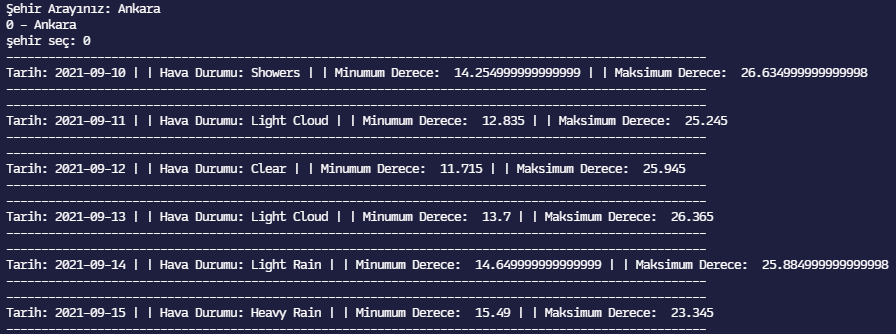 Şehir Arayınız: Ankara
0 - Ankara
şehir seç: 0
----------------------------------------------------------------------------------------------------
Tarih: 2021-09-10 | | Hava Durumu: Showers | | Minumum Derece:  14.254999999999999 | | Maksimum Derece:  26.634999999999998
----------------------------------------------------------------------------------------------------
----------------------------------------------------------------------------------------------------
Tarih: 2021-09-11 | | Hava Durumu: Light Cloud | | Minumum Derece:  12.835 | | Maksimum Derece:  25.245
----------------------------------------------------------------------------------------------------
----------------------------------------------------------------------------------------------------
Tarih: 2021-09-12 | | Hava Durumu: Clear | | Minumum Derece:  11.715 | | Maksimum Derece:  25.945
----------------------------------------------------------------------------------------------------
----------------------------------------------------------------------------------------------------
Tarih: 2021-09-13 | | Hava Durumu: Light Cloud | | Minumum Derece:  13.7 | | Maksimum Derece:  26.365
----------------------------------------------------------------------------------------------------
----------------------------------------------------------------------------------------------------
Tarih: 2021-09-14 | | Hava Durumu: Light Rain | | Minumum Derece:  14.649999999999999 | | Maksimum Derece:  25.884999999999998
----------------------------------------------------------------------------------------------------
----------------------------------------------------------------------------------------------------
Tarih: 2021-09-15 | | Hava Durumu: Heavy Rain | | Minumum Derece:  15.49 | | Maksimum Derece:  23.345
----------------------------------------------------------------------------------------------------